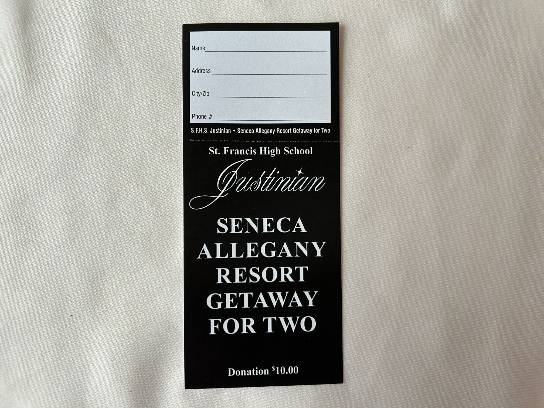 Name
Address
City/Zip
Phone #
S.F.H.S. Justinian • Seneca Allegany Resort Getaway for Two
St. Francis High School
Justinian
SENECA
ALLEGANY
RESORT
GETAWAY
FOR TWO
Donation $10.00